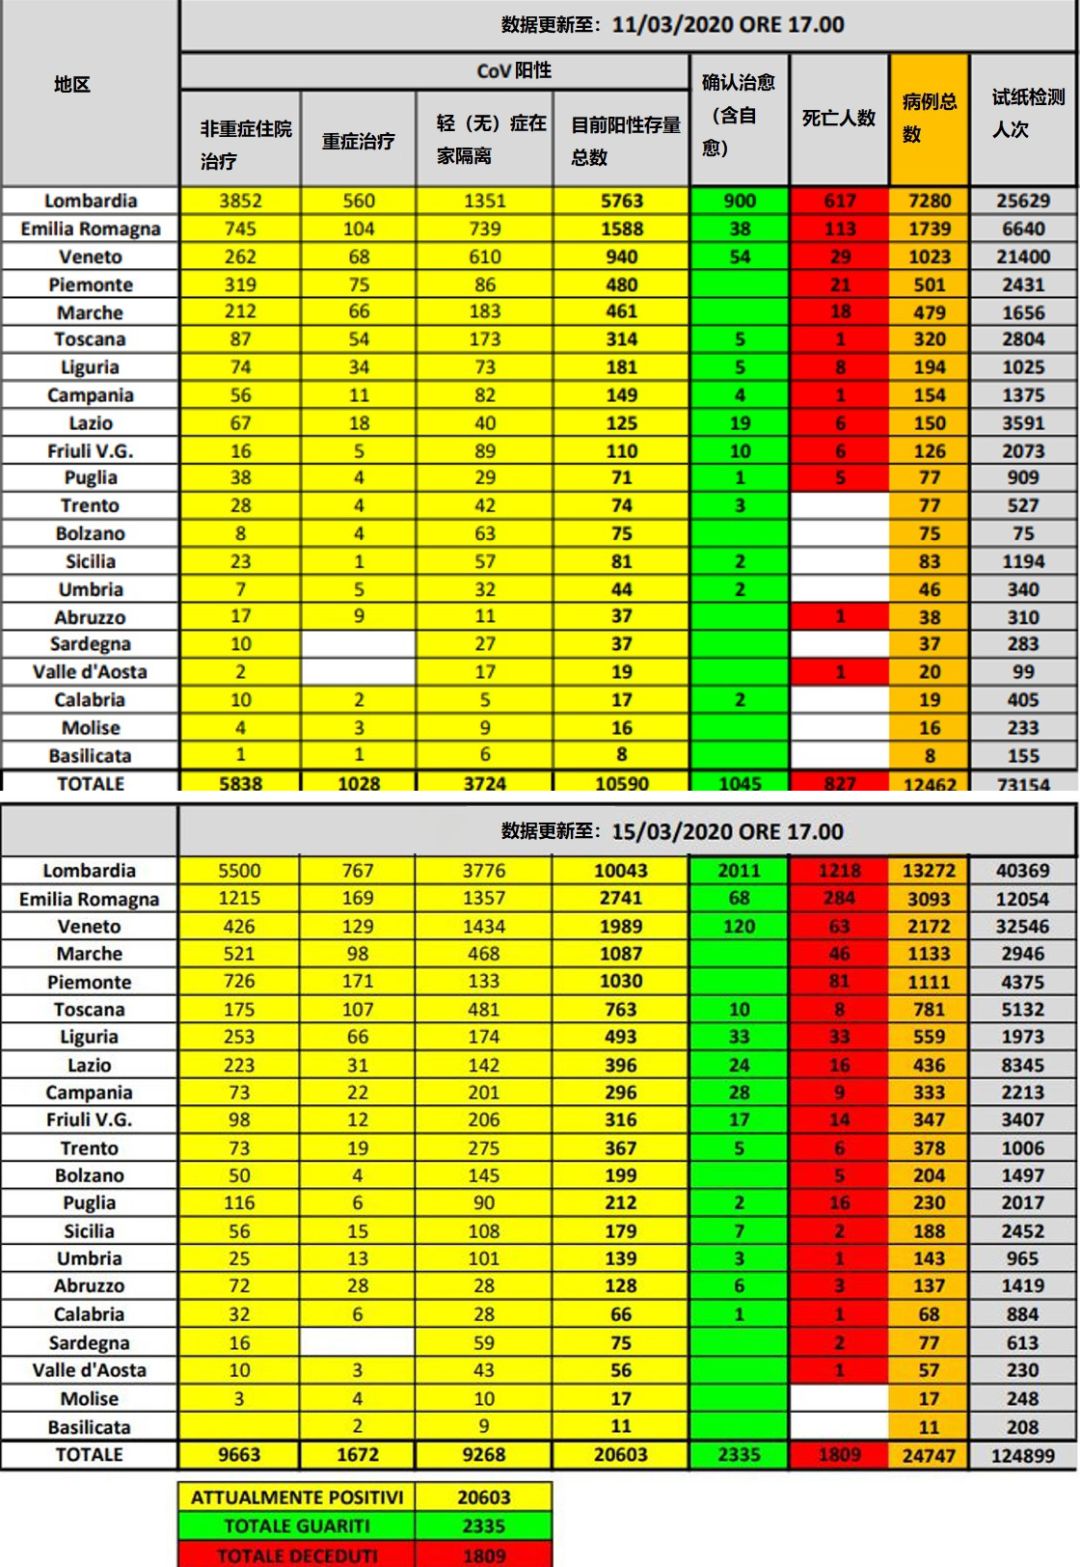 数据更新至：11/03/2020 ORE 17.00
地区
CoV 阳性
非重症住院
治疗
重症治疗
轻（无）症在
家隔离
目前阳性存量
总数
确认治愈
（含自
愈）
死亡人数
病例总
数
试纸检测
人次
Lombardia 3852 560 1351 5763 900 617 7280 25629
Emilia Romagna 745 104 739 1588 38 113 1739 6640
Veneto 262 68 610 940 54 29 1023 21400
Piemonte 319 75 86 480 21 501 2431
Marche 212 66 183 461 18 479 1656
Toscana 87 54 173 314 5 1 320 2804
Liguria 74 34 73 181 5 8 194 1025
Campania 56 11 82 149 4 1 154 1375
Lazio 67 18 40 125 19 6 150 3591
Friuli V.G. 16 5 89 110 10 6 126 2073
Puglia 38 4 29 71 1 5 77 909
Trento 28 4 42 74 3 77 527
Bolzano 8 4 63 75 75 75
Sicilia 23 1 57 81 2 83 1194
Umbria 7 5 32 44 2 46 340
Abruzzo 17 9 11 37 1 38 310
Sardegna 10 27 37 37 283
Valle d'Aosta 2 17 19 1 20 99
Calabria 10 2 5 17 2 19 405
Molise 4 3 9 16 16 233
Basilicata 1 1 6 8 8 155
TOTALE 5838 1028 3724 10590 1045 827 12462 73154
数据更新至：15/03/2020 ORE 17.00
Lombardia 5500 767 3776 10043 2011 1218 13272 40369
Emilia Romagna 1215 169 1357 2741 68 284 3093 12054
Veneto 426 129 1434 1989 120 63 2172 32546
Marche 521 98 468 1087 46 1133 2946
Piemonte 726 171 133 1030 81 1111 4375
Toscana 175 107 481 763 10 8 781 5132
Liguria 253 66 174 493 33 33 559 1973
Lazio 223 31 142 396 24 16 436 8345
Campania 73 22 201 296 28 9 333 2213
Friuli V.G. 98 12 206 316 17 14 347 3407
Trento 73 19 275 367 5 6 378 1006
Bolzano 50 4 145 199 5 204 1497
Puglia 116 6 90 212 2 16 230 2017
Sicilia 56 15 108 179 7 2 188 2452
Umbria 25 13 101 139 3 1 143 965
Abruzzo 72 28 28 128 6 3 137 1419
Calabria 32 6 28 66 1 1 68 884
Sardegna 16 59 75 2 77 613
Valle d'Aosta 10 3 43 56 1 57 230
Molise 3 4 10 17 17 248
Basilicata 2 9 11 11 208
TOTALE 9663 1672 9268 20603 2335 1809 24747 124899
ATTUALMENTE POSITIVI 20603
TOTALE GUARITI 2335
TOTALE DECEDUTI 1809